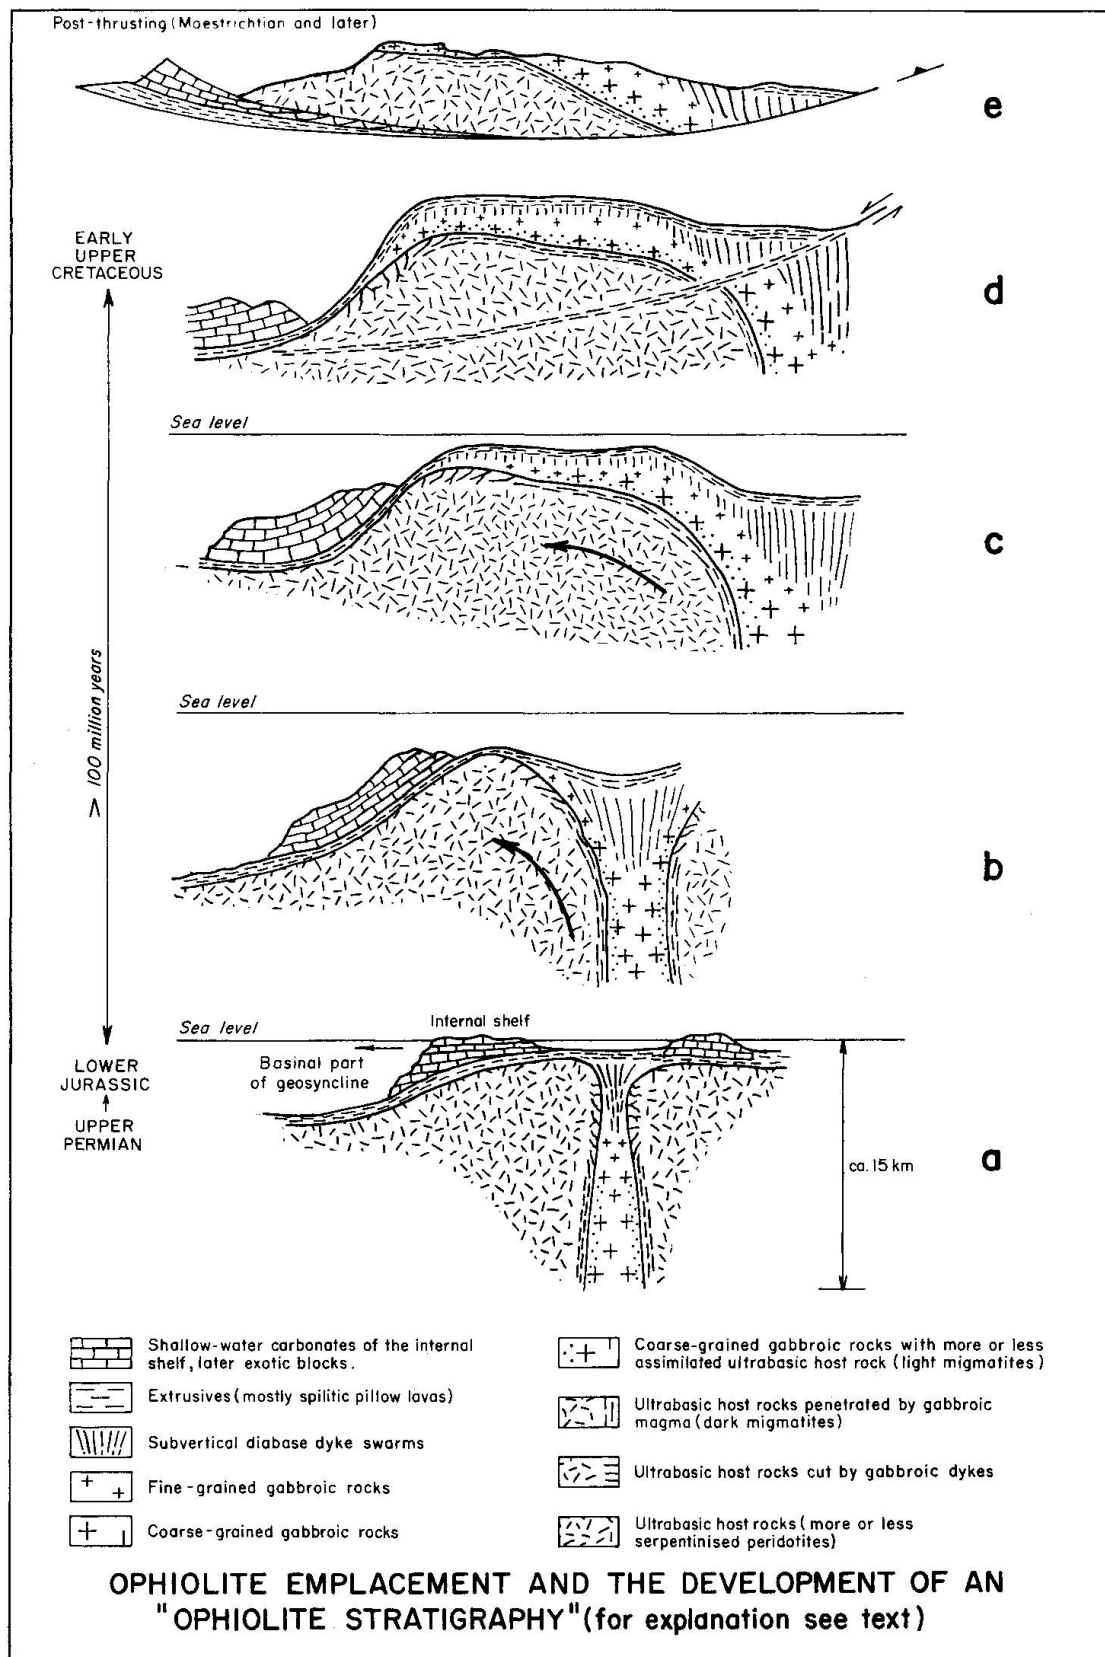 Post-thrusting (Maestrichtian and later)
e
EARLY
UPPER
CRETACEOUS
d
Sea level
c
> 100 million years
Sea level
b
Sea level
Internal shelf
Basinal part
of geosyncline
LOWER
JURASSIC
UPPER
PERMIAN
a
ca. 15 km
Shallow-water carbonates of the internal
shelf, later exotic blocks.
Extrusives (mostly spilitic pillow lavas)
Subvertical diabase dyke swarms
Fine-grained gabbroic rocks
Coarse-grained gabbroic rocks
Coarse-grained gabbroic rocks with more or less
assimilated ultrabasic host rock (light migmatites)
Ultrabasic host rocks penetrated by gabbroic
magma (dark migmatites)
Ultrabasic host rocks cut by gabbroic dykes
Ultrabasic host rocks (more or less
serpentinised peridotites)
OPHIOLITE EMPLACEMENT AND THE DEVELOPMENT OF AN
"OPHIOLITE STRATIGRAPHY" (for explanation see text)